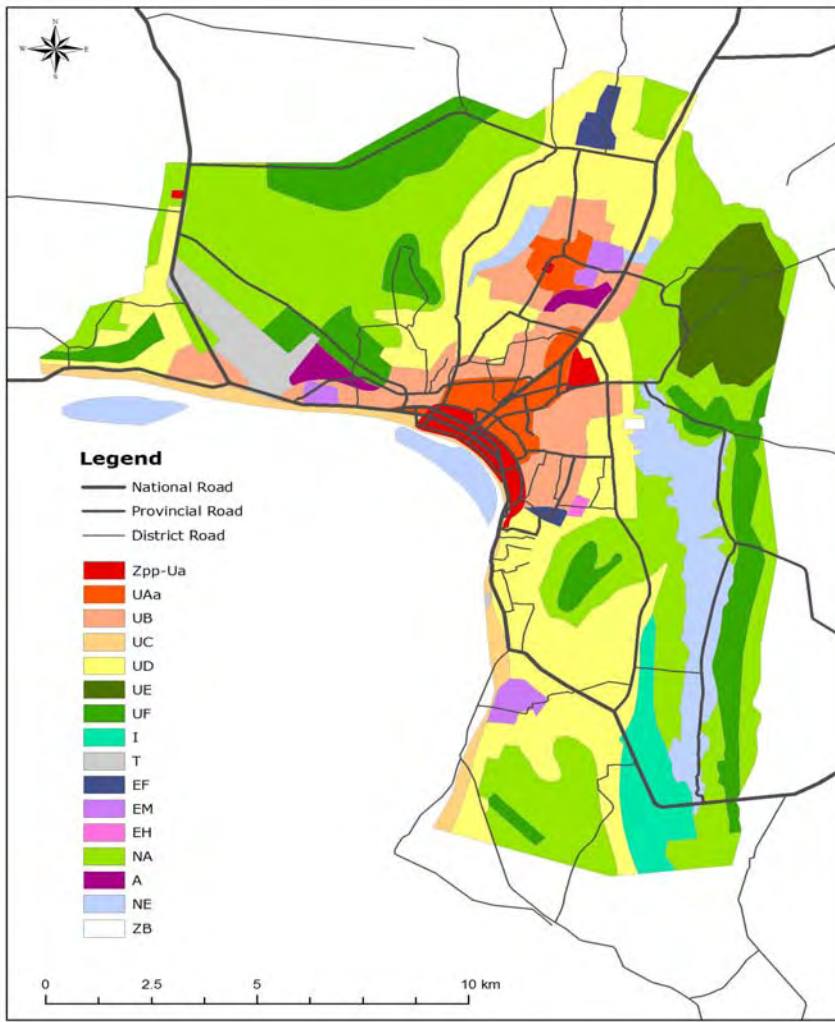 N
W E
S
Legend
National Road
Provincial Road
District Road
Zpp-Ua
UAa
UB
UC
UD
UE
UF
I
T
EF
EM
EH
NA
A
NE
ZB
0 2.5 5 10 km